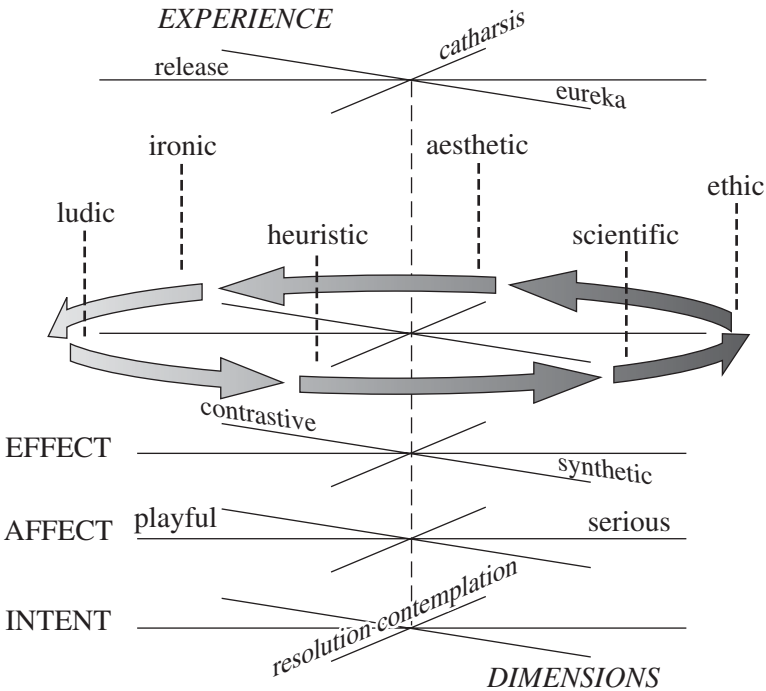 EXPERIENCE
catharsis
release
eureka
ironic
aesthetic
ethic
ludic
heuristic
scientific
contrastive
EFFECT
synthetic
AFFECT
playful
serious
INTENT
resolution-contemplation
DIMENSIONS